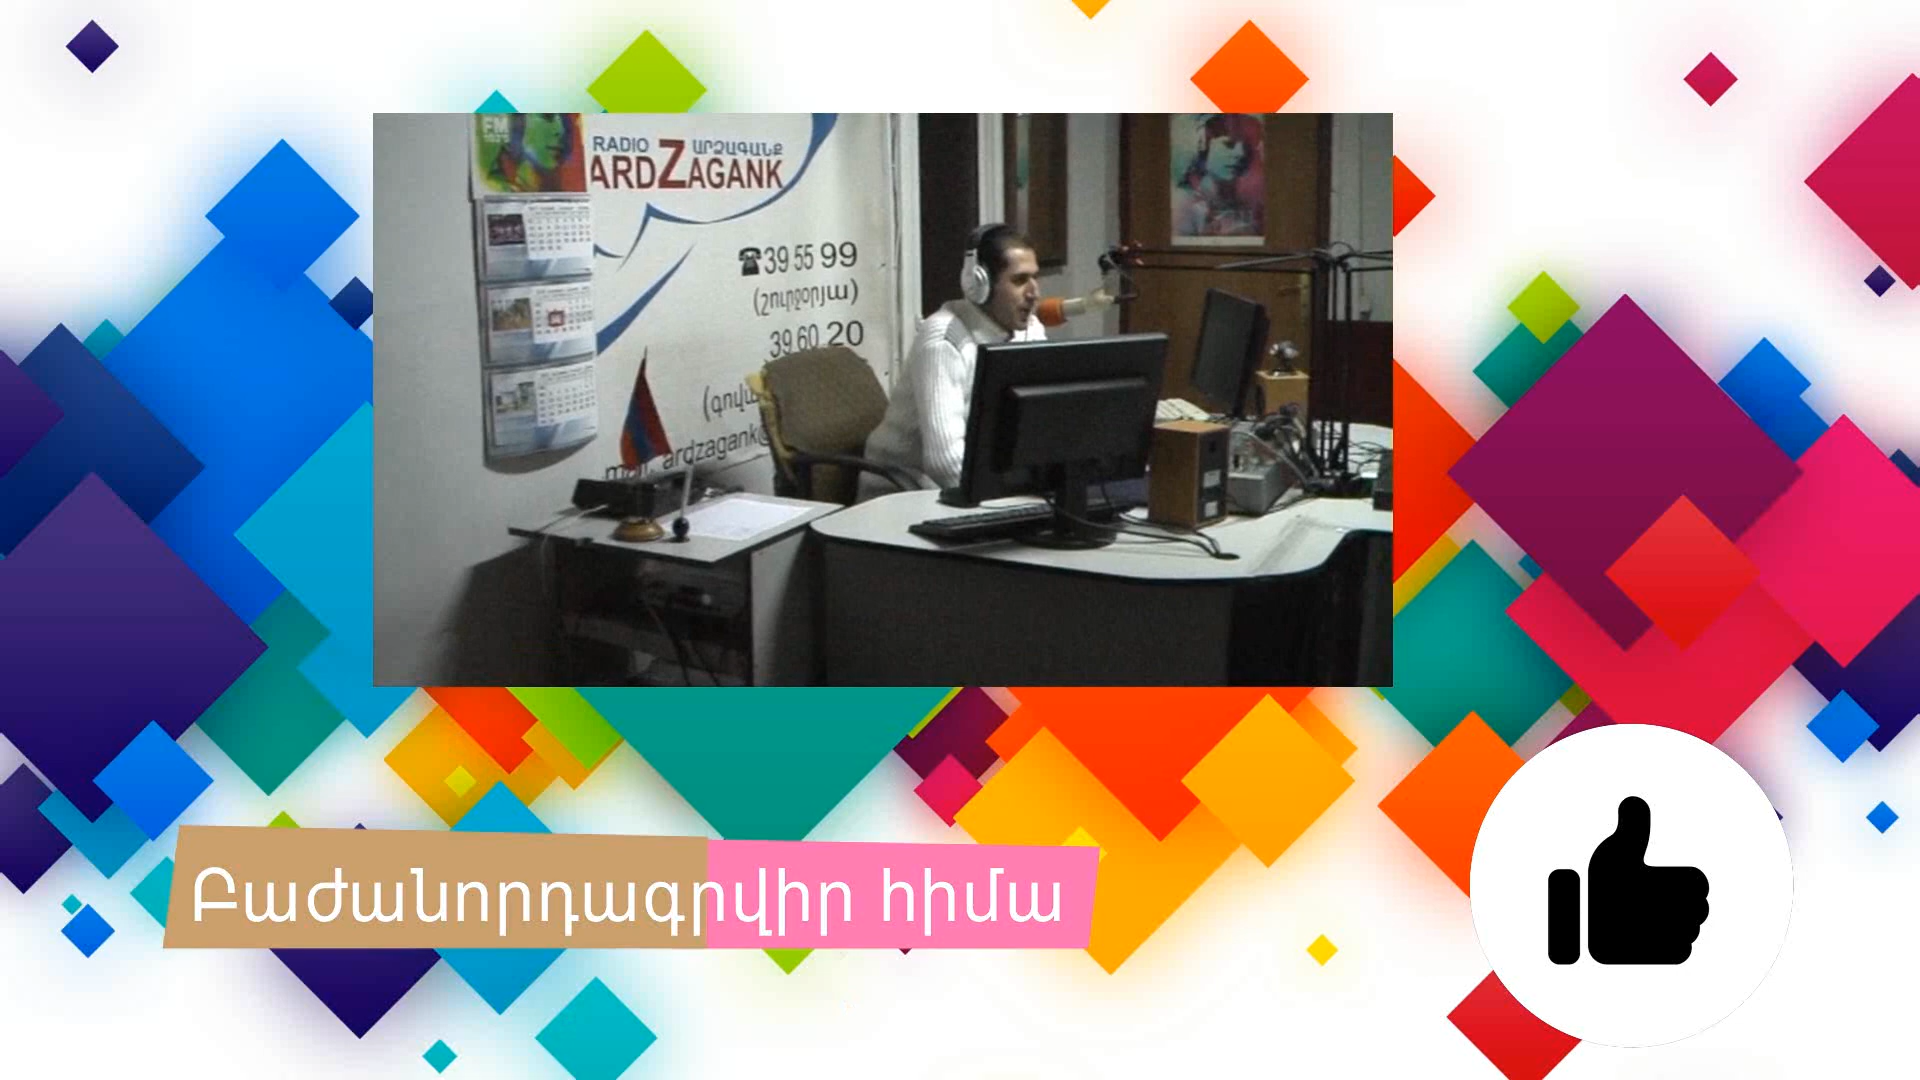 FM
RADIO ԱՐՁԱԳԱՆՔ
ARDZAGANK
☎39 55 99
(շուրջօրյա)
39 60 20
ardzagank@
Բաժանորդագրվիր հիմա